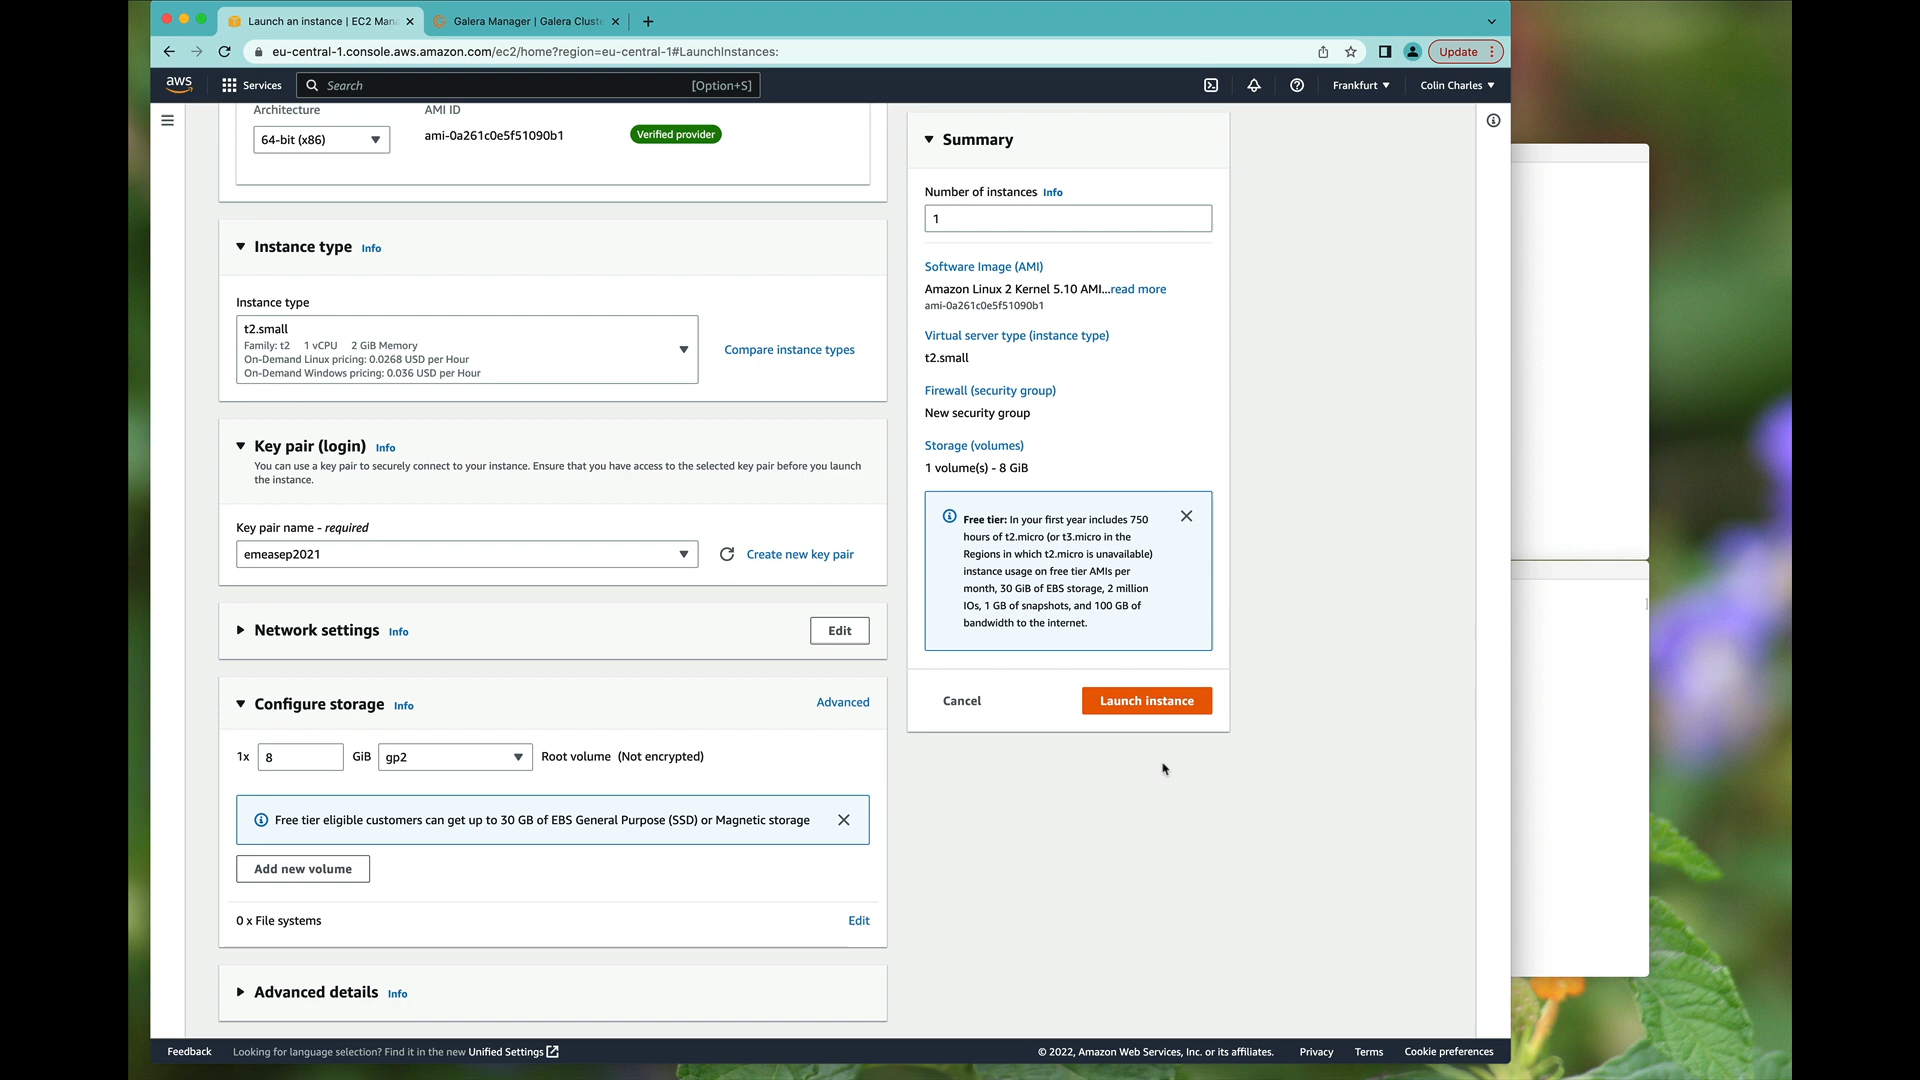 Launch an instance | EC2 Man
Galera Manager | Galera Cluste
eu-central-1.console.aws.amazon.com/ec2/home?region=eu-central-1#LaunchInstances:
Update
aws
Services
Search
[Option+S]
Frankfurt
Colin Charles
Architecture
AMI ID
64-bit (x86)
ami-0a261c0e5f51090b1
Verified provider
Instance type Info
Instance type
t2.small
Family: t2 1 vCPU 2 GiB Memory
On-Demand Linux pricing: 0.0268 USD per Hour
On-Demand Windows pricing: 0.036 USD per Hour
Compare instance types
Key pair (login) Info
You can use a key pair to securely connect to your instance. Ensure that you have access to the selected key pair before you launch
the instance.
Key pair name - required
emeasep2021
Create new key pair
Network settings Info
Edit
Configure storage Info
Advanced
1x 8 GiB gp2 Root volume (Not encrypted)
Free tier eligible customers can get up to 30 GB of EBS General Purpose (SSD) or Magnetic storage
Add new volume
0 x File systems
Edit
Advanced details Info
Summary
Number of instances Info
1
Software Image (AMI)
Amazon Linux 2 Kernel 5.10 AMI...read more
ami-0a261c0e5f51090b1
Virtual server type (instance type)
t2.small
Firewall (security group)
New security group
Storage (volumes)
1 volume(s) - 8 GiB
Free tier: In your first year includes 750
hours of t2.micro (or t3.micro in the
Regions in which t2.micro is unavailable)
instance usage on free tier AMIs per
month, 30 GiB of EBS storage, 2 million
IOs, 1 GB of snapshots, and 100 GB of
bandwidth to the internet.
Cancel
Launch instance
Feedback
Looking for language selection? Find it in the new Unified Settings
© 2022, Amazon Web Services, Inc. or its affiliates.
Privacy
Terms
Cookie preferences